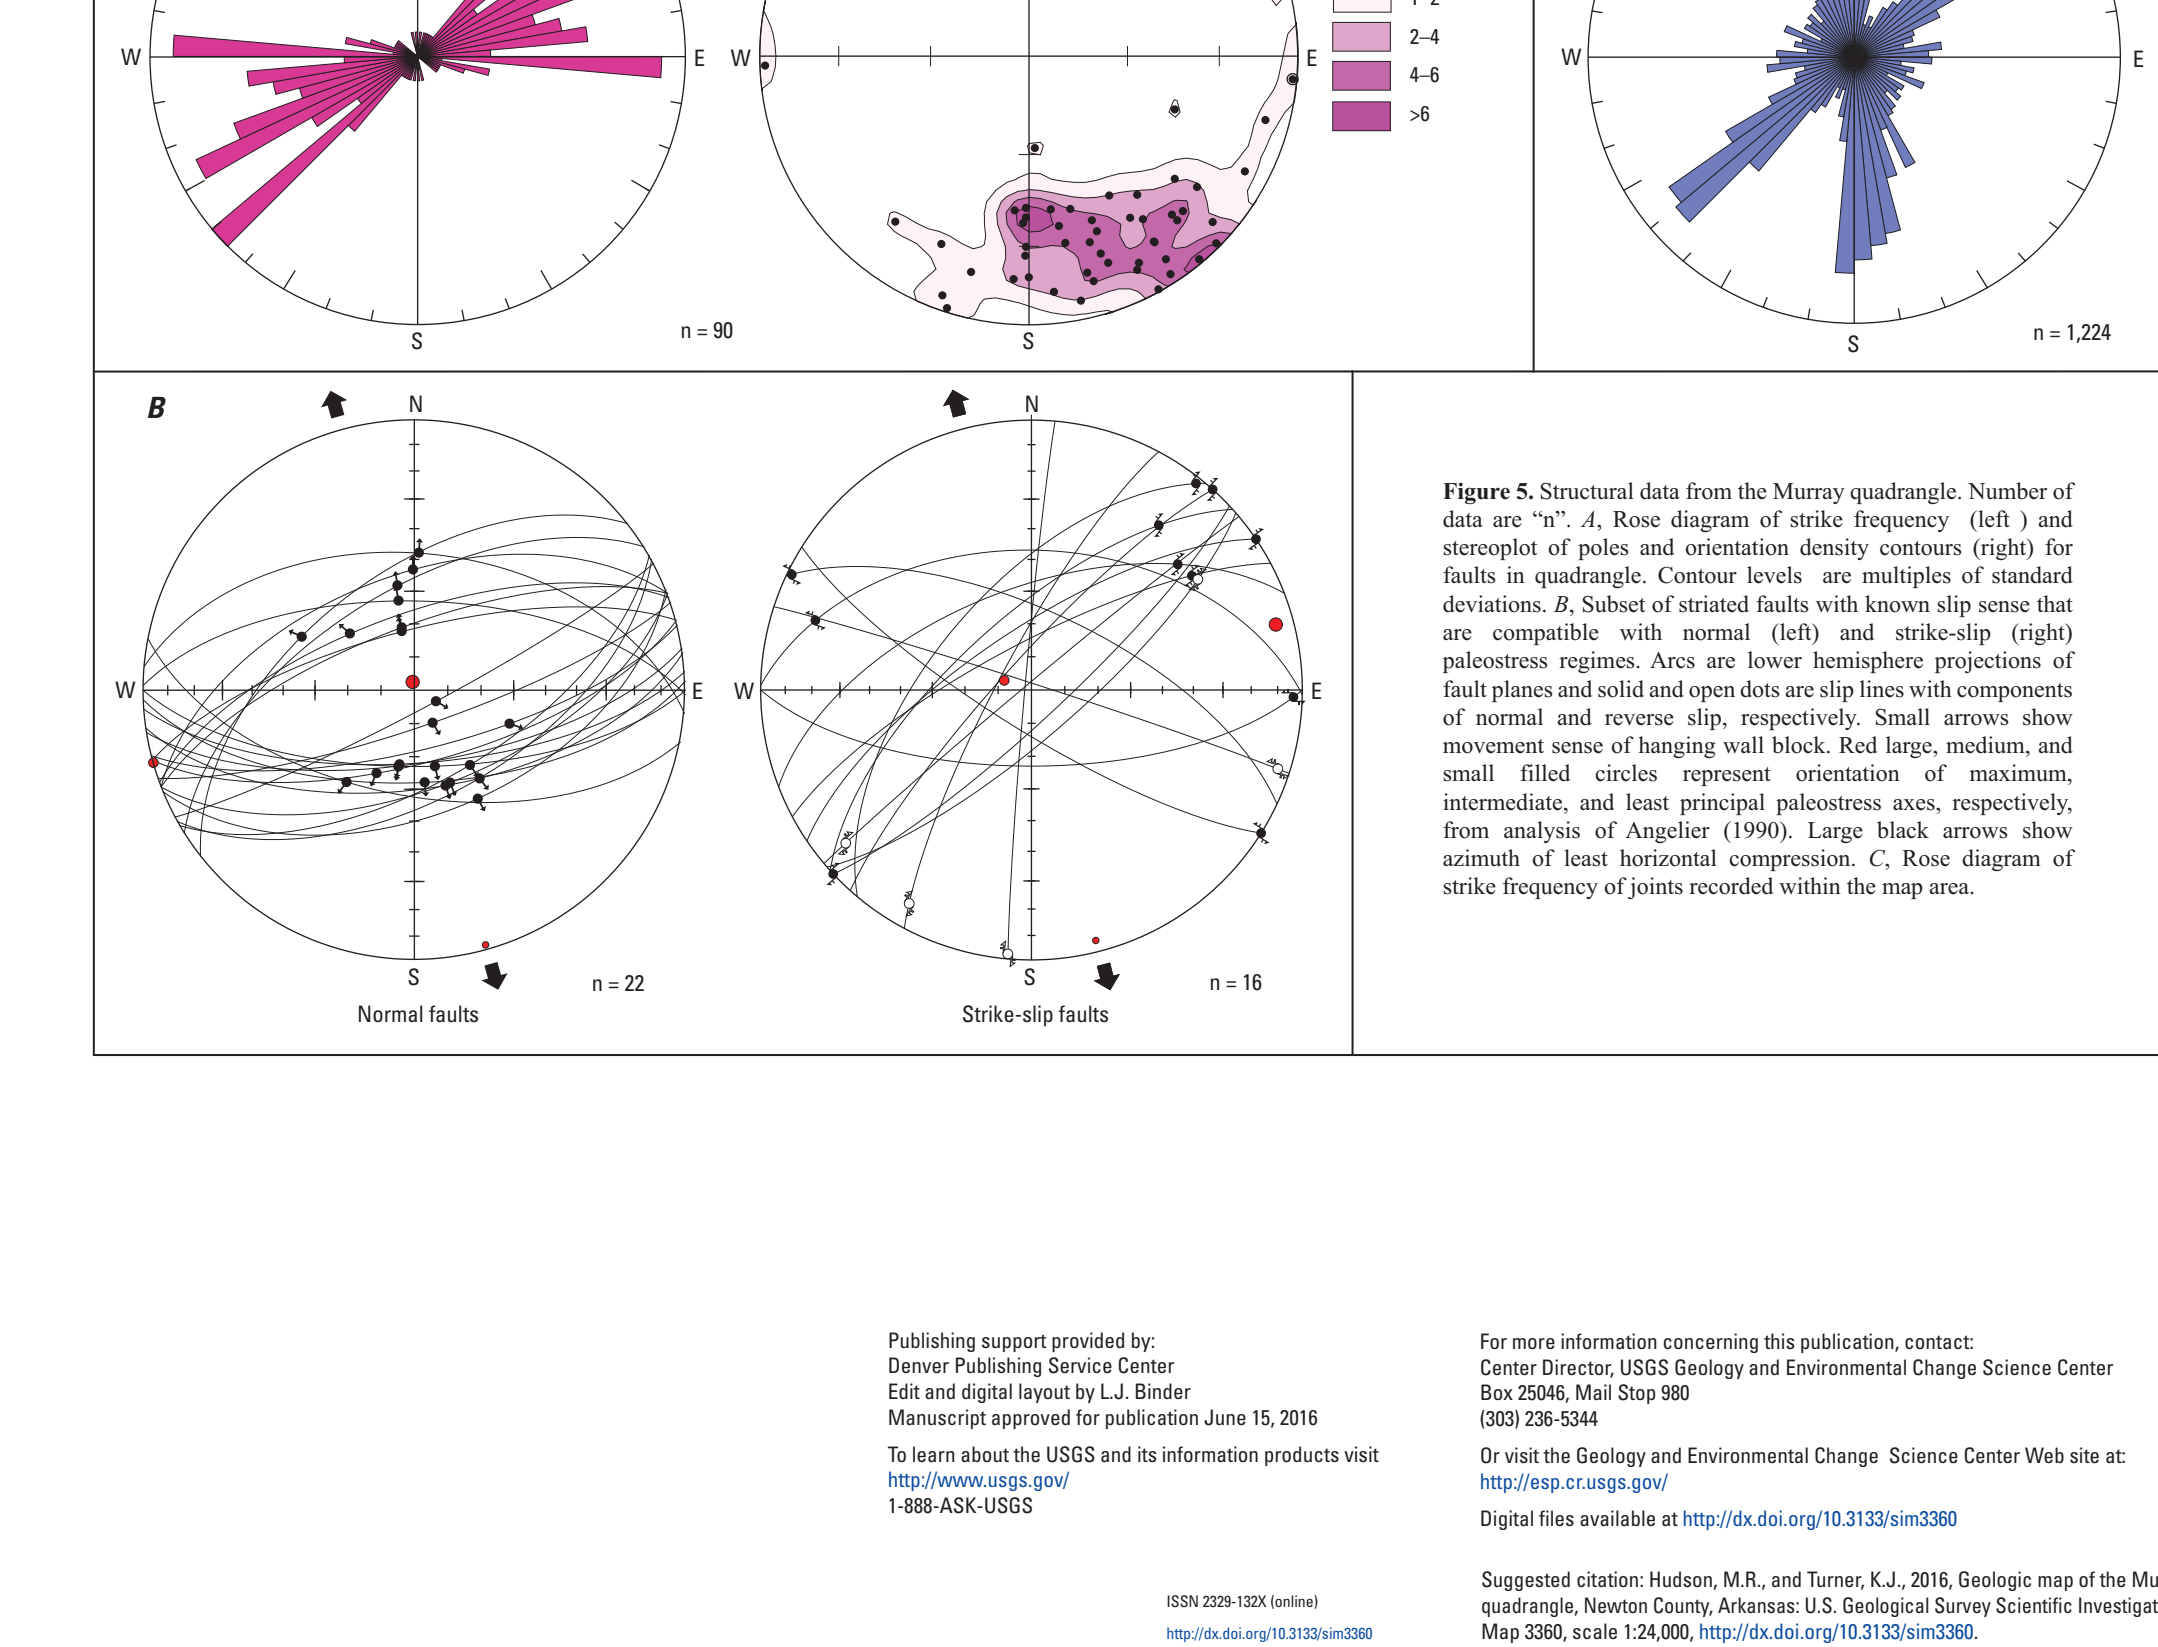 1–2
2–4
4–6
>6
W
E
W
E
W
E
S
n = 90
S
S
n = 1,224
B
N
N
W
E
W
E
S
n = 22
S
n = 16
Normal faults
Strike-slip faults
Figure 5. Structural data from the Murray quadrangle. Number of
data are “n”. A, Rose diagram of strike frequency (left ) and
stereoplot of poles and orientation density contours (right) for
faults in quadrangle. Contour levels are multiples of standard
deviations. B, Subset of striated faults with known slip sense that
are compatible with normal (left) and strike-slip (right)
paleostress regimes. Arcs are lower hemisphere projections of
fault planes and solid and open dots are slip lines with components
of normal and reverse slip, respectively. Small arrows show
movement sense of hanging wall block. Red large, medium, and
small filled circles represent orientation of maximum,
intermediate, and least principal paleostress axes, respectively,
from analysis of Angelier (1990). Large black arrows show
azimuth of least horizontal compression. C, Rose diagram of
strike frequency of joints recorded within the map area.
Publishing support provided by:
Denver Publishing Service Center
Edit and digital layout by L.J. Binder
Manuscript approved for publication June 15, 2016
To learn about the USGS and its information products visit
http://www.usgs.gov/
1-888-ASK-USGS
For more information concerning this publication, contact:
Center Director, USGS Geology and Environmental Change Science Center
Box 25046, Mail Stop 980
(303) 236-5344
Or visit the Geology and Environmental Change Science Center Web site at:
http://esp.cr.usgs.gov/
Digital files available at http://dx.doi.org/10.3133/sim3360
ISSN 2329-132X (online)
http://dx.doi.org/10.3133/sim3360
Suggested citation: Hudson, M.R., and Turner, K.J., 2016, Geologic map of the Mu
quadrangle, Newton County, Arkansas: U.S. Geological Survey Scientific Investigat
Map 3360, scale 1:24,000, http://dx.doi.org/10.3133/sim3360.